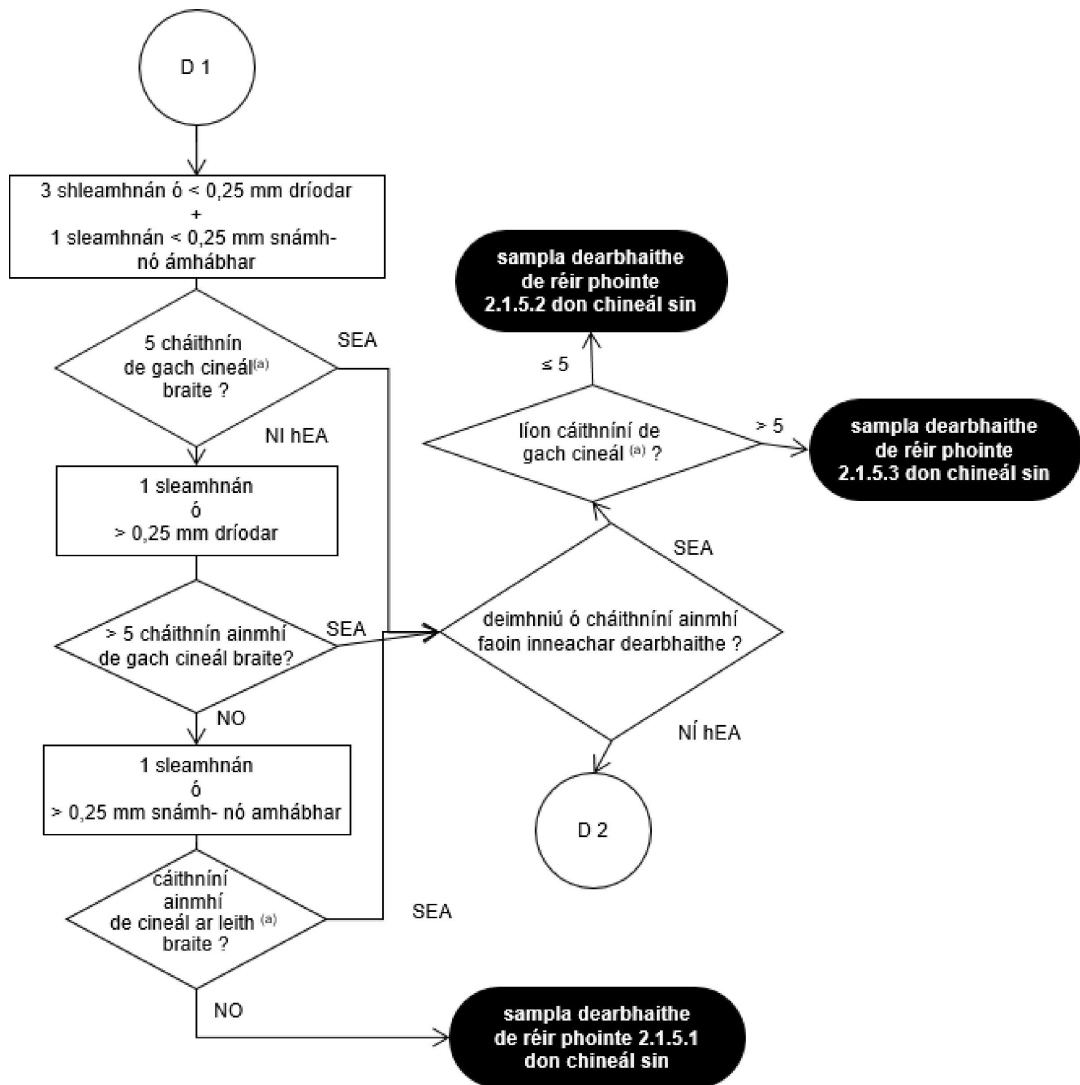 D 1
3 shleamhnán ó < 0,25 mm dríodar
+
1 sleamhnán < 0,25 mm snámh-
nó ámhábhar
5 cháithnín
de gach cineál(a)
braite ?
SEA
NI hEA
1 sleamhnán
ó
> 0,25 mm dríodar
> 5 cháithnín ainmhí
de gach cineál braite?
SEA
NO
1 sleamhnán
ó
> 0,25 mm snámh- nó amhábhar
cáithníní
ainmhí
de cineál ar leith (a)
braite ?
SEA
NO
sampla dearbhaithe
de réir phointe 2.1.5.1
don chineál sin
sampla dearbhaithe
de réir phointe
2.1.5.2 don chineál sin
≤ 5
líon cáithníní de
gach cineál (a) ?
> 5
sampla dearbhaithe
de réir phointe
2.1.5.3 don chineál sin
SEA
deimhniú ó cháithníní ainmhí
faoin inneachar dearbhaithe ?
NÍ hEA
D 2